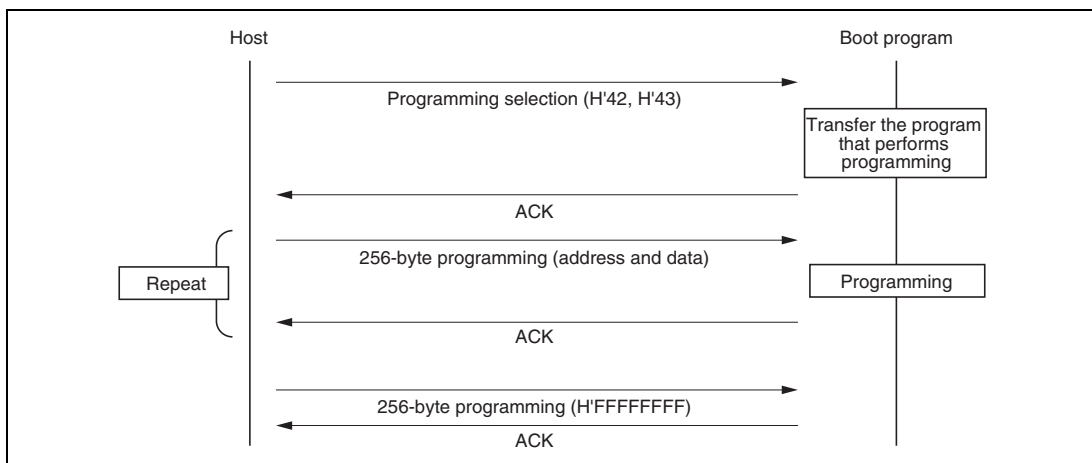 Host
Boot program
Programming selection (H'42, H'43)
Transfer the program
that performs
programming
ACK
256-byte programming (address and data)
Repeat
Programming
ACK
256-byte programming (H'FFFFFFFF)
ACK